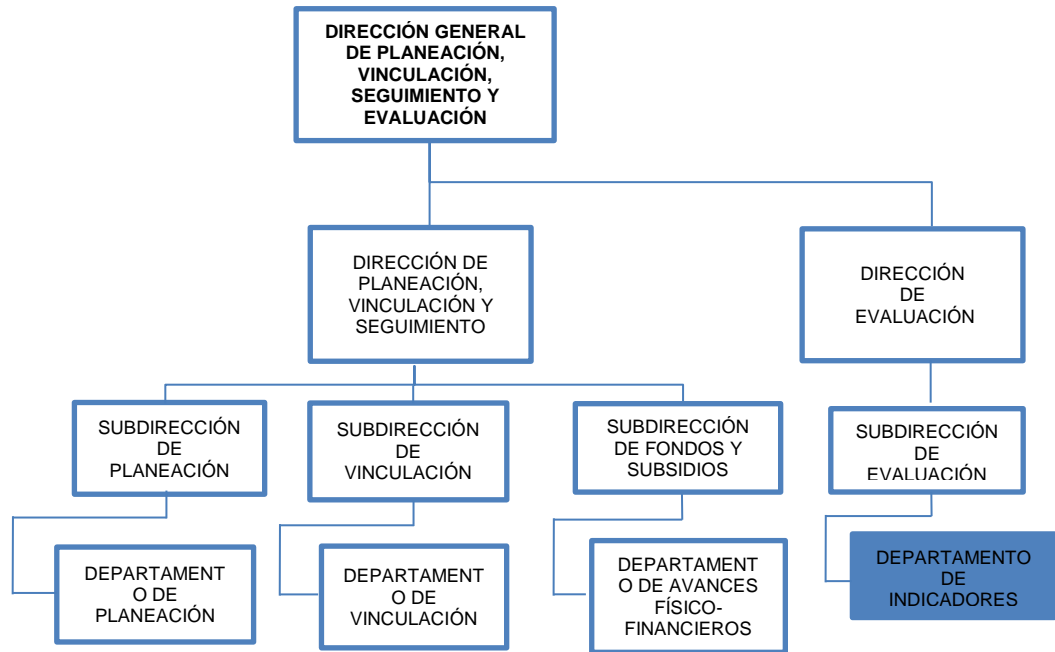 DIRECCIÓN GENERAL
DE PLANEACIÓN,
VINCULACIÓN,
SEGUIMIENTO Y
EVALUACIÓN
DIRECCIÓN DE
PLANEACIÓN,
VINCULACIÓN Y
SEGUIMIENTO
DIRECCIÓN
DE
EVALUACIÓN
SUBDIRECCIÓN
DE
PLANEACIÓN
SUBDIRECCIÓN
DE
VINCULACIÓN
SUBDIRECCIÓN
DE FONDOS Y
SUBSIDIOS
SUBDIRECCIÓN
DE
EVALUACIÓN
DEPARTAMENT
O DE
PLANEACIÓN
DEPARTAMENT
O DE
VINCULACIÓN
DEPARTAMENT
O DE AVANCES
FÍSICO-
FINANCIEROS
DEPARTAMENTO
DE
INDICADORES